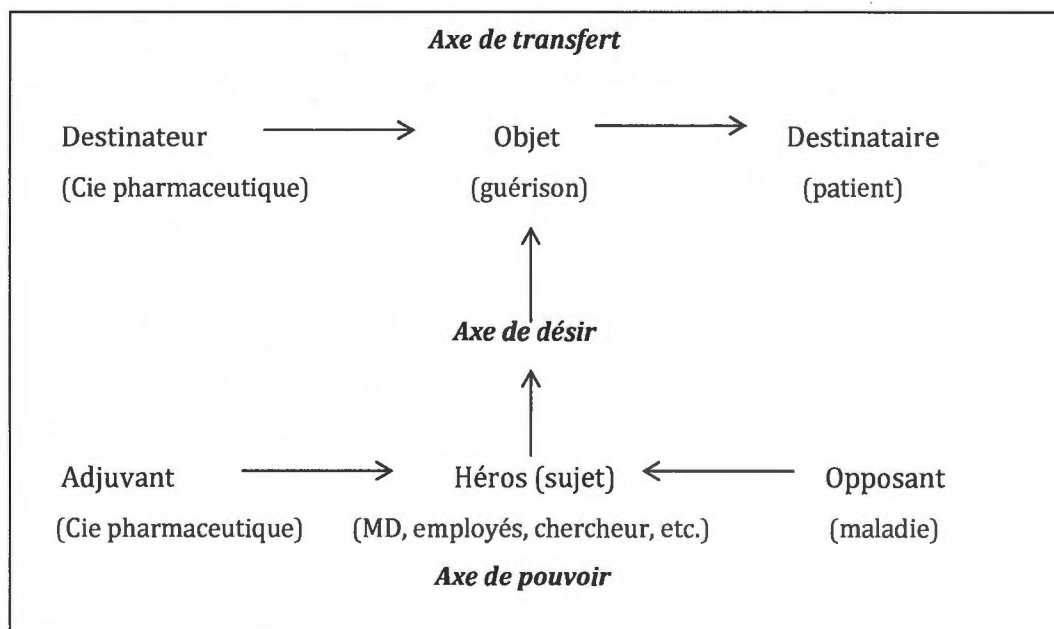 Axe de transfert
Destinateur Objet Destinataire
(Cie pharmaceutique) (guérison) (patient)
Axe de désir
Adjuvant Héros (sujet) Opposant
(Cie pharmaceutique) (MD, employés, chercheur, etc.) (maladie)
Axe de pouvoir